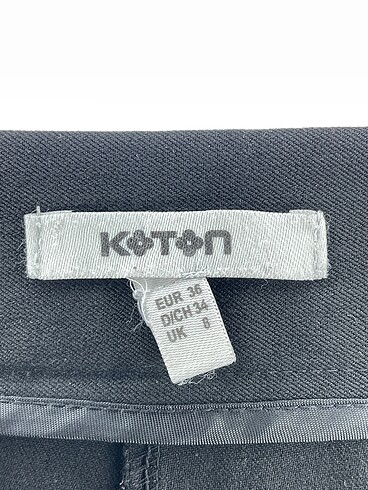 KOTON
EUR 36
D/CH 34
UK 8